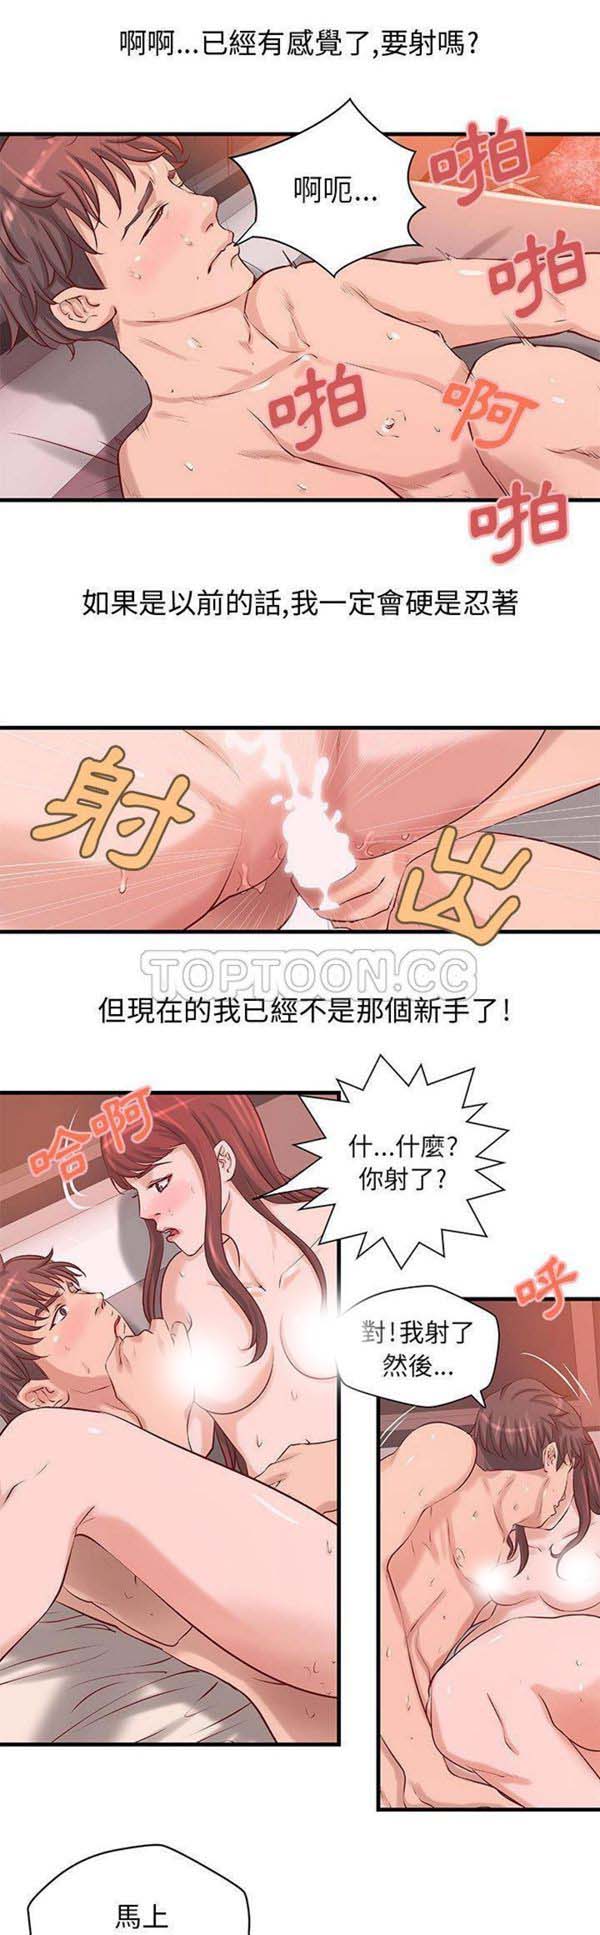 啊啊...已經有感覺了,要射嗎?
啊呃...
啪
啪
啪
啊
啪
如果是以前的話,我一定會硬是忍著
射
出
TOPTOON.CC
但現在的我已經不是那個新手了!
哈啊
什...什麼?
你射了?
呼
對!我射了
然後...
馬上